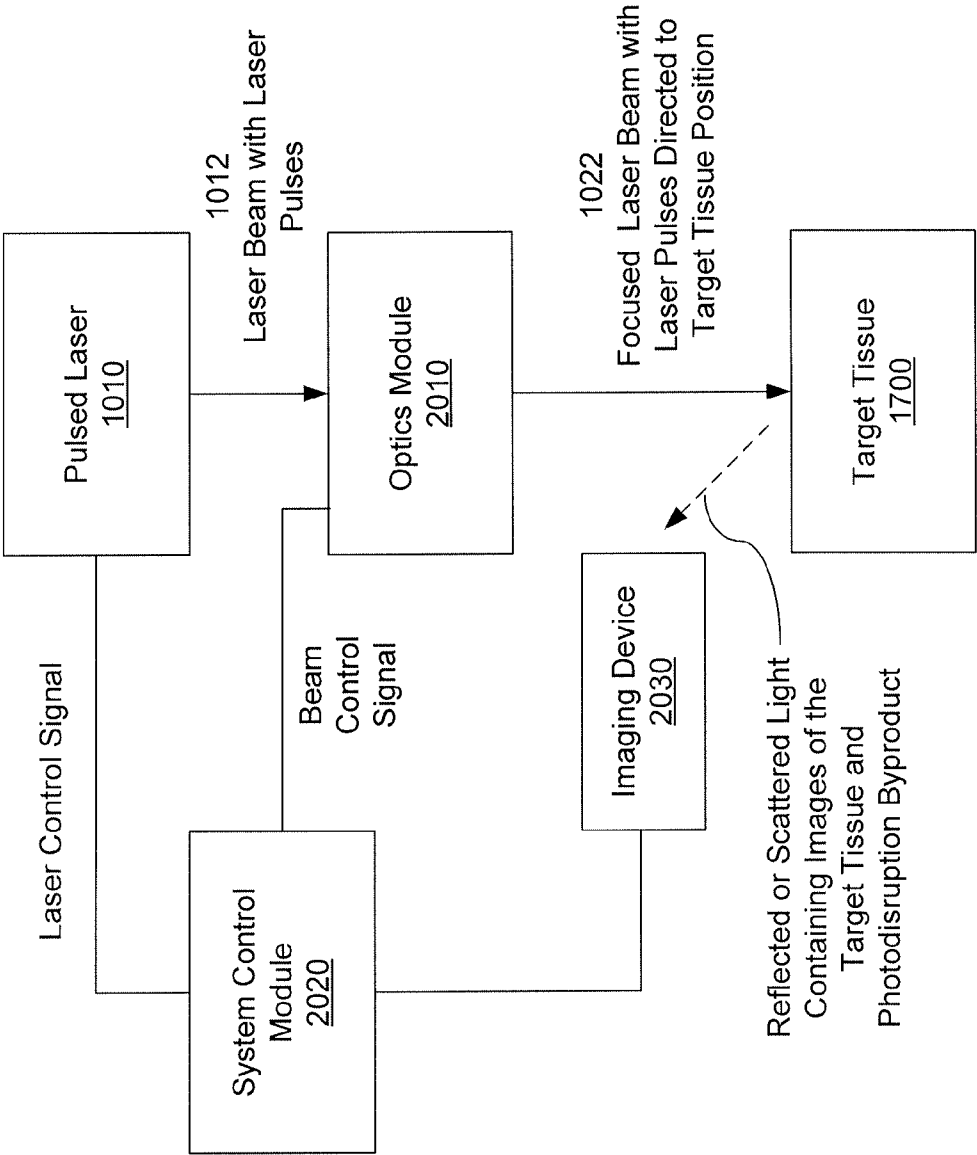 Pulsed Laser
1010
1012
Laser Beam with Laser
Pulses
Optics Module
2010
1022
Focused Laser Beam with
Laser Pulses Directed to
Target Tissue Position
Target Tissue
1700
Laser Control Signal
Beam
Control
Signal
Imaging Device
2030
System Control
Module
2020
Reflected or Scattered Light
Containing Images of the
Target Tissue and
Photodisruption Byproduct